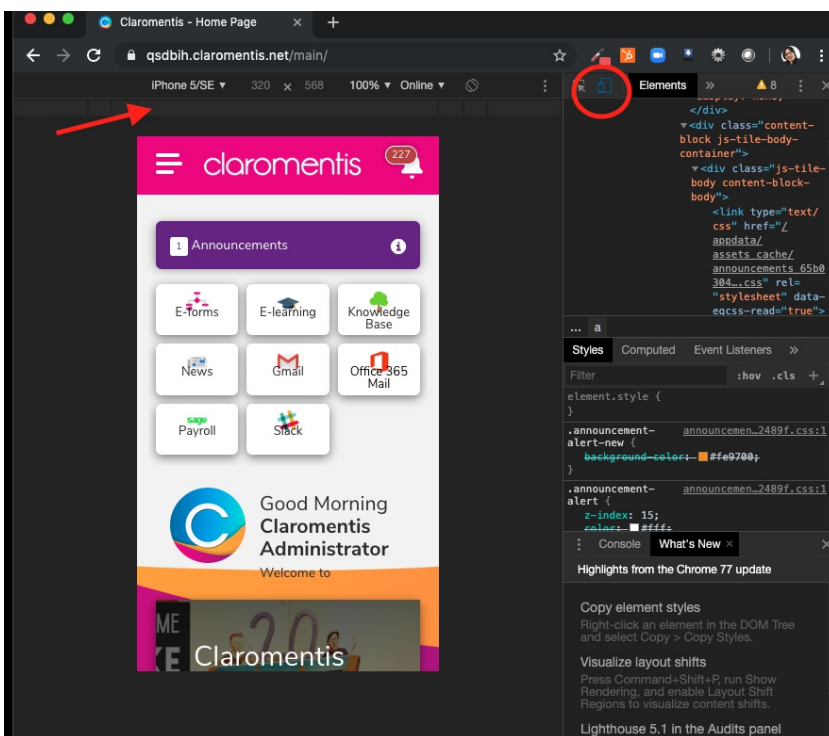 Claromentis - Home Page
qsdbih.claromentis.net/main/
iPhone 5/SE ▼ 320 x 568 100% ▼ Online ▼
Elements » 8
</div>
▼<div class="content-
block js-tile-body-
container">
▼<div class="js-tile-
body content-block-
body">
<link type="text/
css" href="/
appdata/
assets_cache/
announcements_65b0
304….css" rel=
"stylesheet" data-
eqcss-read="true">
... a
Styles Computed Event Listeners »
Filter :hov .cls +
element.style {
}
.announcement- announcemen…2489f.css:1
alert-new {
background-color: #fe9700;
}
.announcement- announcemen…2489f.css:1
alert {
z-index: 15;
color: #fff;
Console What's New ×
Highlights from the Chrome 77 update
Copy element styles
Right-click an element in the DOM Tree
and select Copy > Copy Styles.
Visualize layout shifts
Press Command+Shift+P, run Show
Rendering, and enable Layout Shift
Regions to visualize content shifts.
Lighthouse 5.1 in the Audits panel
claromentis 227
1 Announcements
E-forms E-learning Knowledge
Base
News Gmail Office 365
Mail
sage
Payroll Slack
Good Morning
Claromentis
Administrator
Welcome to
ME
KE
20
Claromentis